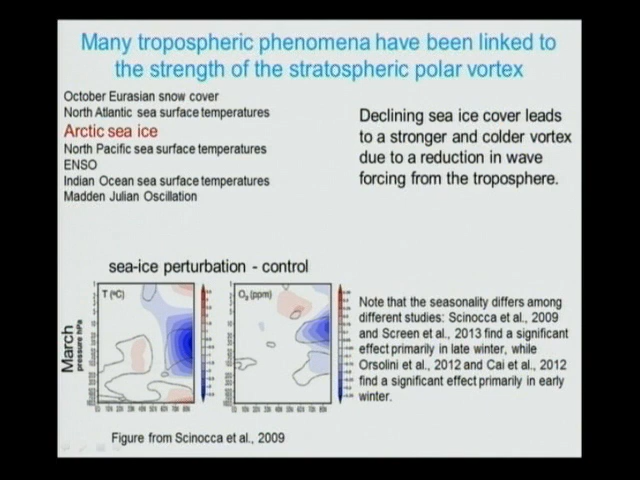 Many tropospheric phenomena have been linked to
the strength of the stratospheric polar vortex
October Eurasian snow cover
North Atlantic sea surface temperatures
Arctic sea ice
North Pacific sea surface temperatures
ENSO
Indian Ocean sea surface temperatures
Madden Julian Oscillation
Declining sea ice cover leads
to a stronger and colder vortex
due to a reduction in wave
forcing from the troposphere.
sea-ice perturbation - control
March
pressure hPa
T (ºC)
O₃ (ppm)
Note that the seasonality differs among
different studies: Scinocca et al., 2009
and Screen et al., 2013 find a significant
effect primarily in late winter, while
Orsolini et al., 2012 and Cai et al., 2012
find a significant effect primarily in early
winter.
Figure from Scinocca et al., 2009